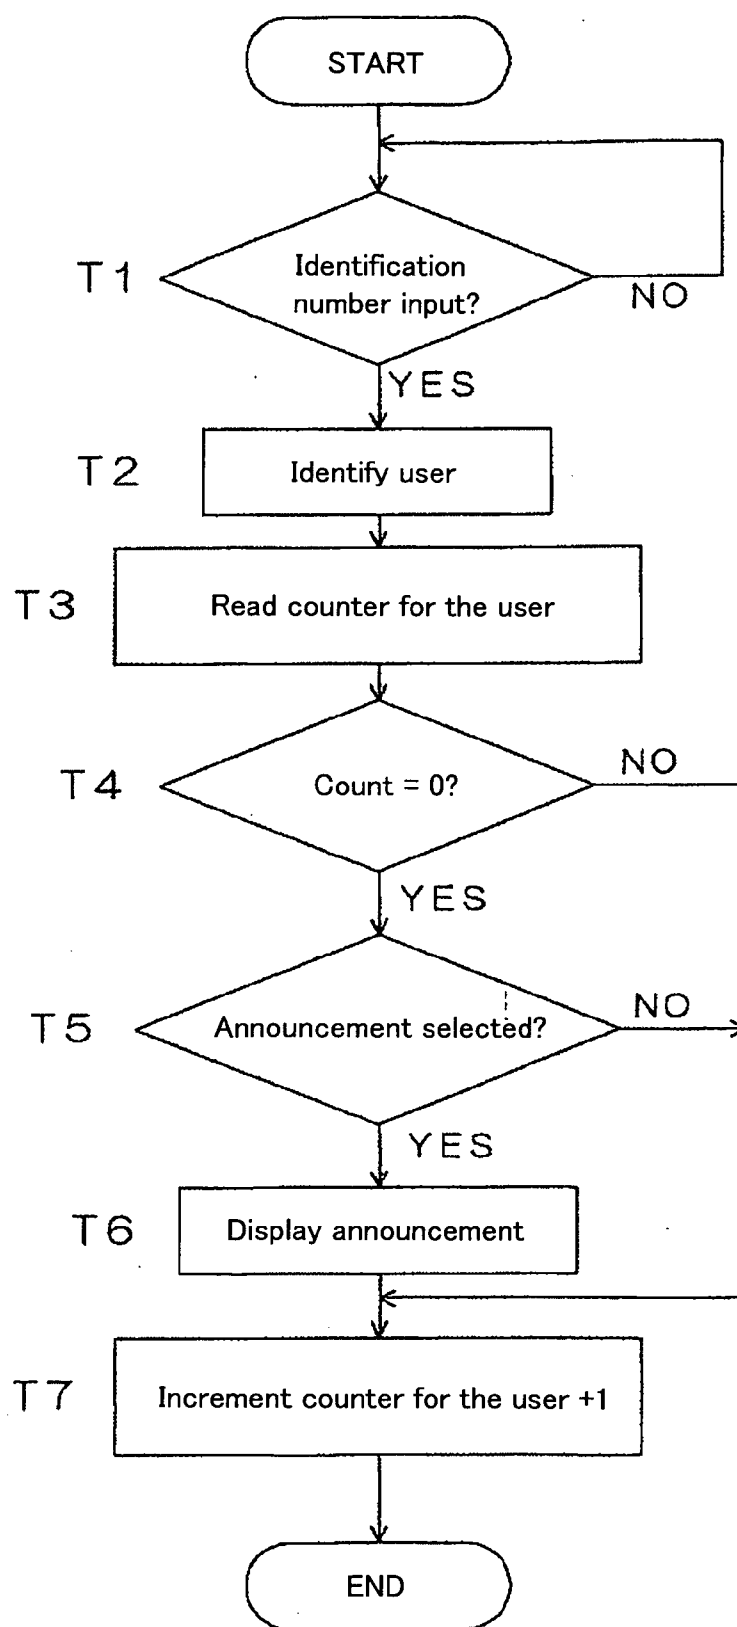 START
T1
Identification
number input?
NO
YES
T2
Identify user
T3
Read counter for the user
T4
Count = 0?
NO
YES
T5
Announcement selected?
NO
YES
T6
Display announcement
T7
Increment counter for the user +1
END